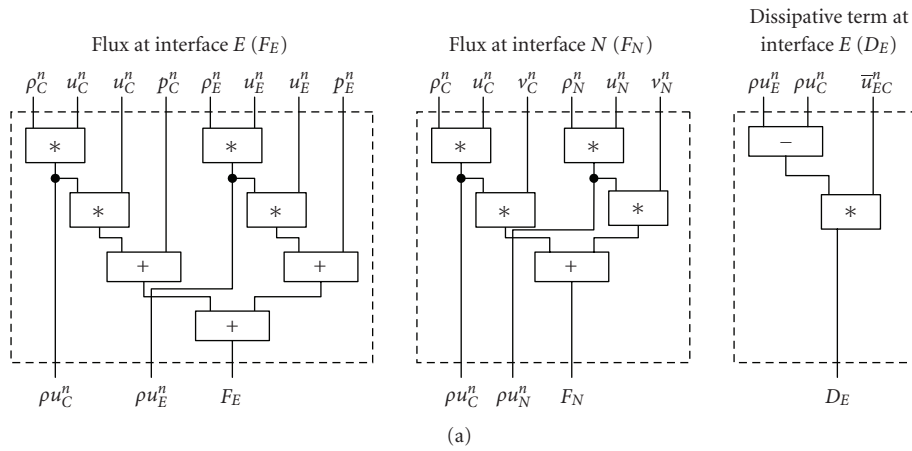 Dissipative term at
Flux at interface E (F_E) Flux at interface N (F_N) interface E (D_E)
ρ_C^n u_C^n u_C^n p_C^n ρ_E^n u_E^n u_E^n p_E^n ρ_C^n u_C^n v_C^n ρ_N^n u_N^n v_N^n ρu_E^n ρu_C^n u̅_EC^n
* * * * −
* * * * *
+ + +
+
ρu_C^n ρu_E^n F_E ρu_C^n ρu_N^n F_N D_E
(a)